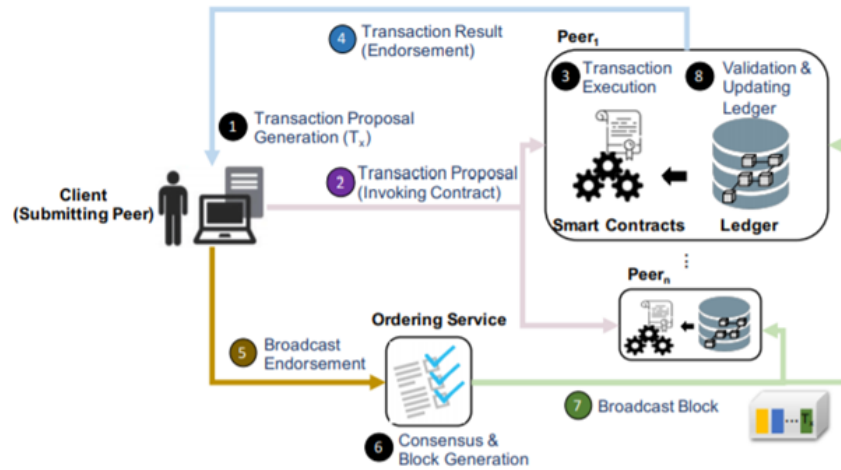 4 Transaction Result
(Endorsement)
Peer₁
3 Transaction
Execution
8 Validation &
Updating
Ledger
1 Transaction Proposal
Generation (Tₓ)
2 Transaction Proposal
(Invoking Contract)
Client
(Submitting Peer)
Smart Contracts
Ledger
⋮
Peerₙ
Ordering Service
5 Broadcast
Endorsement
7 Broadcast Block
... Tₓ
6 Consensus &
Block Generation